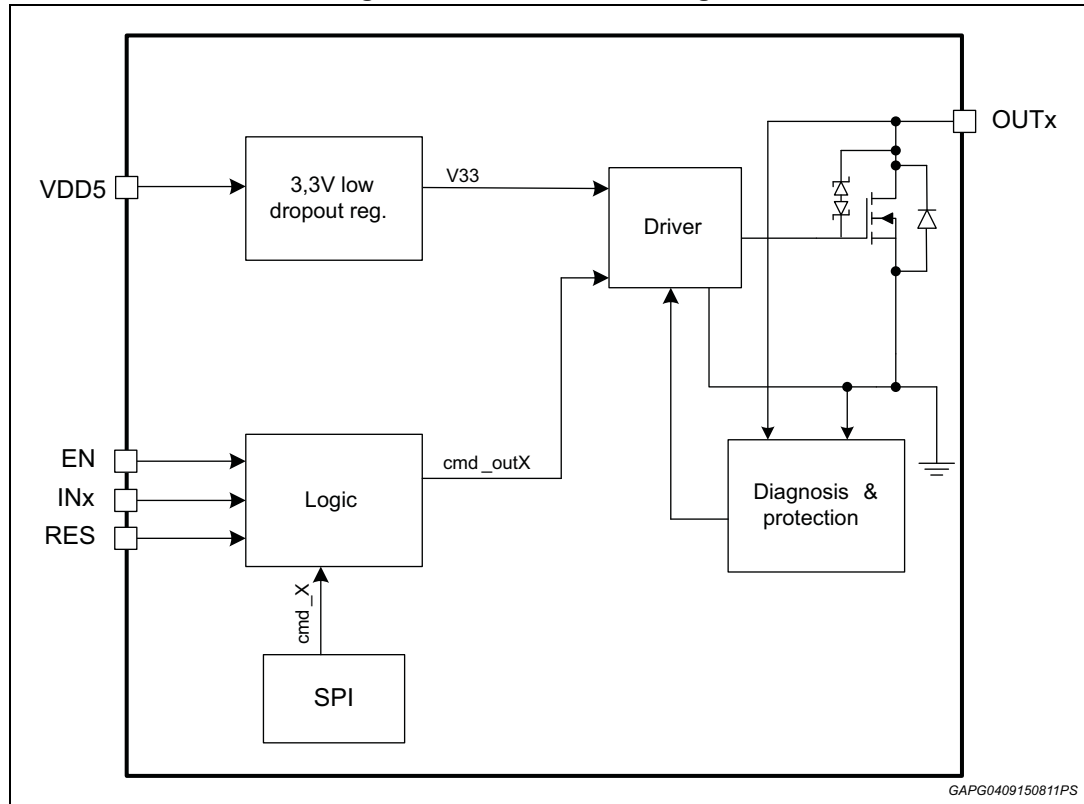 VDD5
3,3V low
dropout reg.
V33
Driver
OUTx
EN
INx
RES
Logic
cmd_outX
Diagnosis &
protection
cmd_X
SPI
GAPG0409150811PS